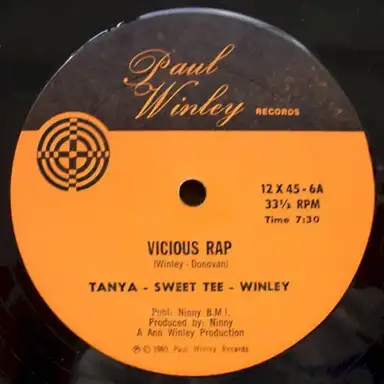 Paul
Winley RECORDS
12 X 45 - 6A
33⅓ RPM
Time 7:30
VICIOUS RAP
(Winley - Donovan)
TANYA - SWEET TEE - WINLEY
Publ: Ninny B.M.I.
Produced by: Ninny
A Ann Winley Production
℗ © 1980 Paul Winley Records